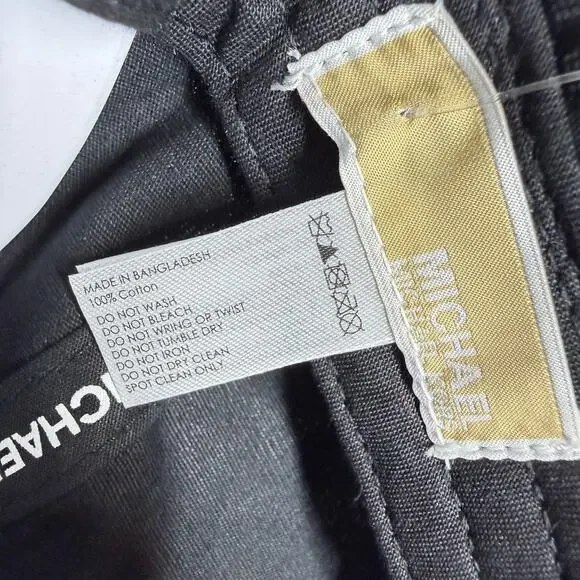 MADE IN BANGLADESH
100% Cotton
DO NOT WASH
DO NOT BLEACH
DO NOT WRING OR TWIST
DO NOT TUMBLE DRY
DO NOT IRON
DO NOT DRY CLEAN
SPOT CLEAN ONLY
MICHAEL
MICHAEL KORS
ICHAE